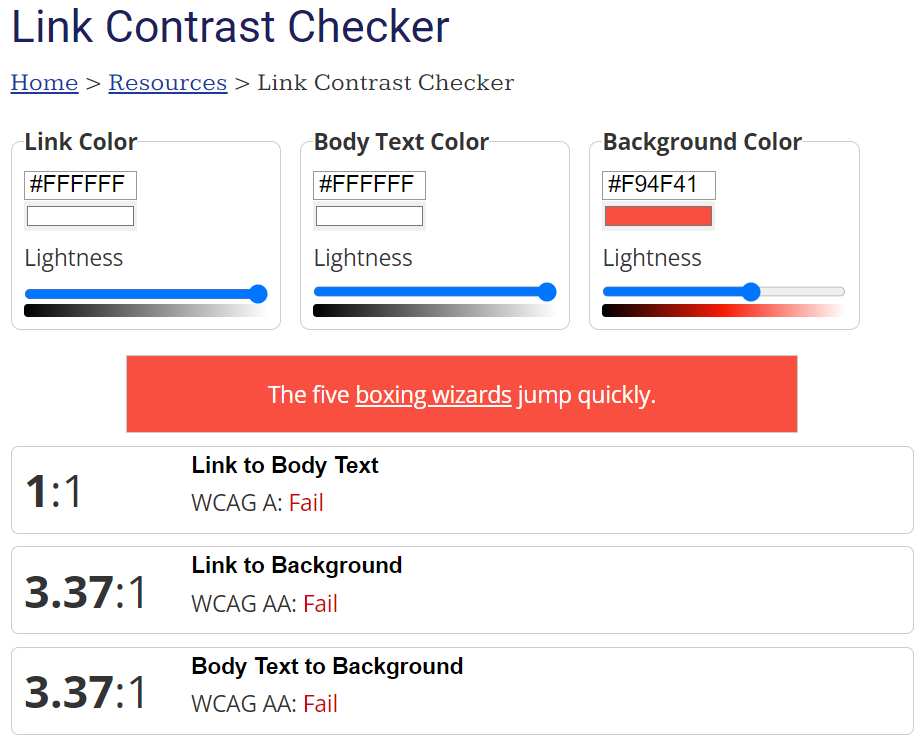 Link Contrast Checker
Home > Resources > Link Contrast Checker
Link Color
#FFFFFF
Lightness
Body Text Color
#FFFFFF
Lightness
Background Color
#F94F41
Lightness
The five boxing wizards jump quickly.
1:1
Link to Body Text
WCAG A: Fail
3.37:1
Link to Background
WCAG AA: Fail
3.37:1
Body Text to Background
WCAG AA: Fail